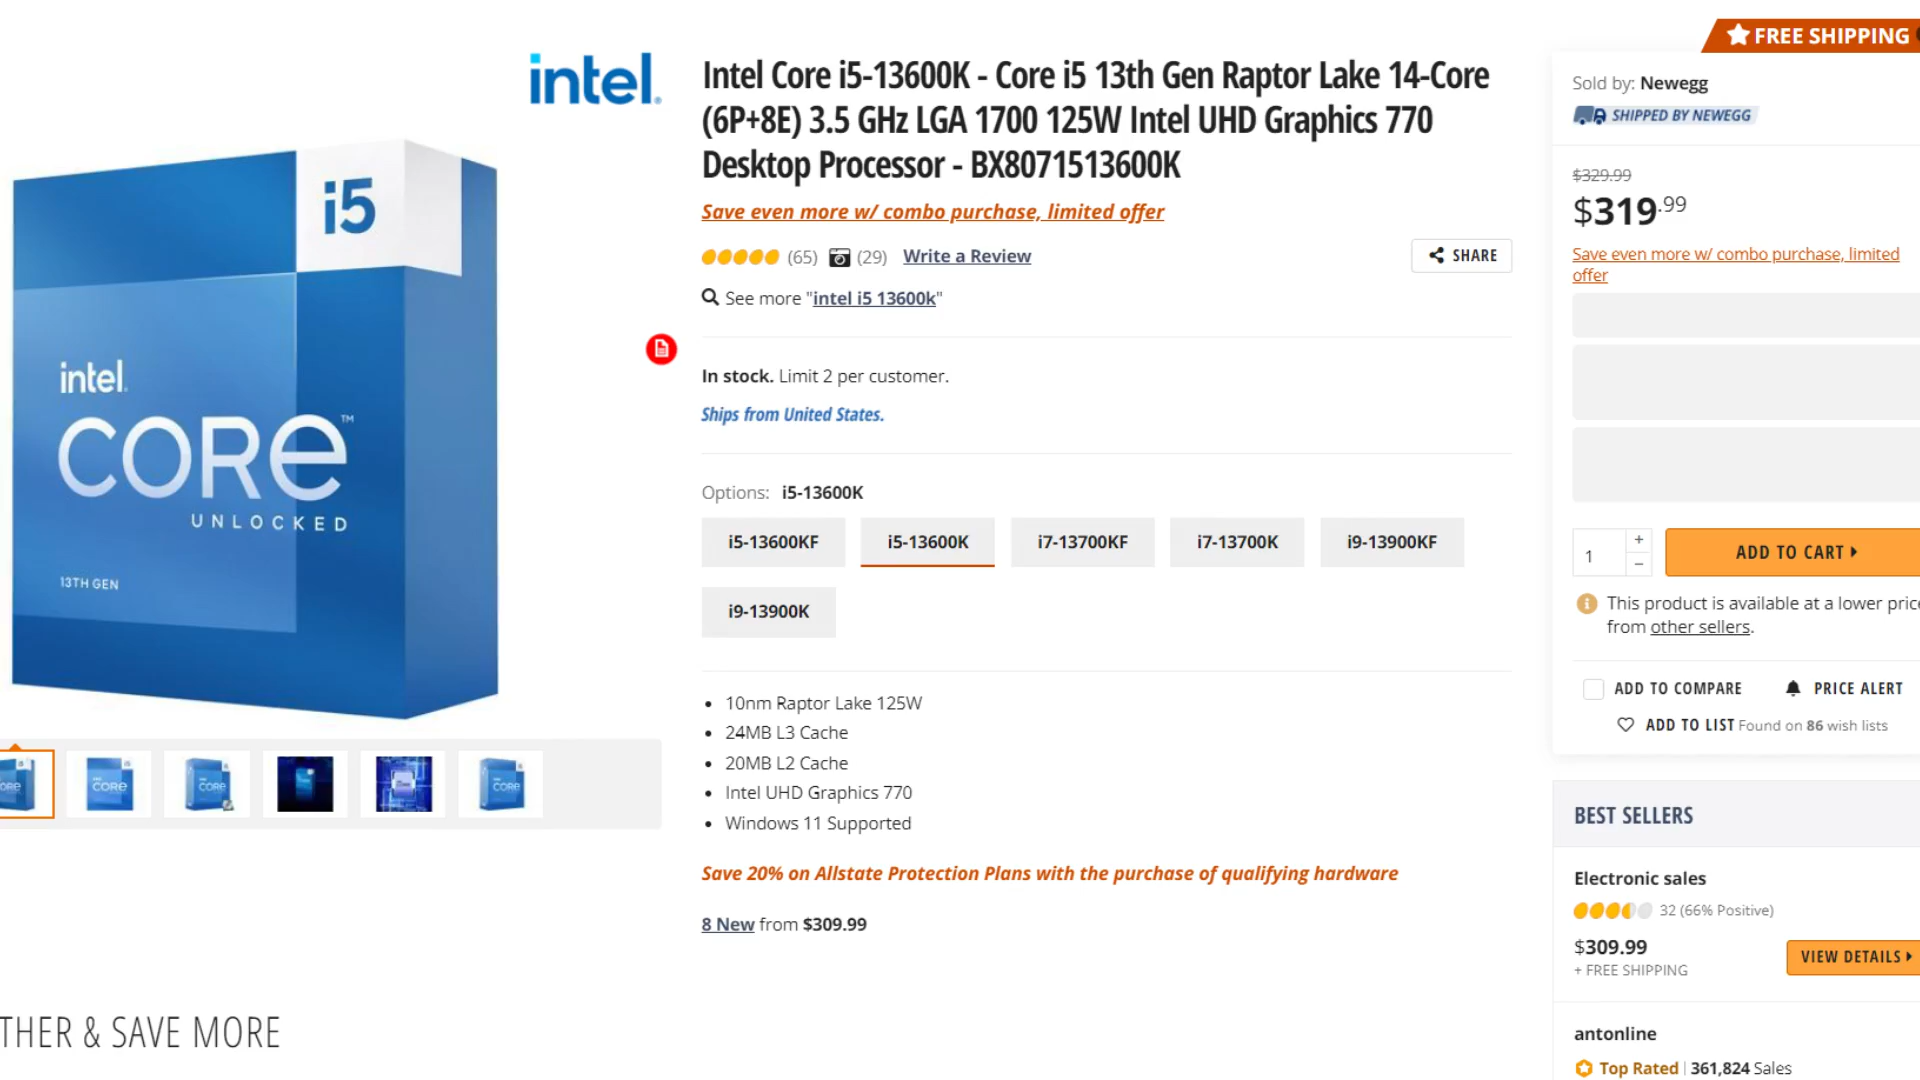 FREE SHIPPING
intel.
i5
intel.
CORE™
UNLOCKED
13TH GEN
THER & SAVE MORE
Intel Core i5-13600K - Core i5 13th Gen Raptor Lake 14-Core
(6P+8E) 3.5 GHz LGA 1700 125W Intel UHD Graphics 770
Desktop Processor - BX8071513600K
Save even more w/ combo purchase, limited offer
(65) (29) Write a Review
SHARE
See more "intel i5 13600k"
In stock. Limit 2 per customer.
Ships from United States.
Options: i5-13600K
i5-13600KF i5-13600K i7-13700KF i7-13700K i9-13900KF
i9-13900K
• 10nm Raptor Lake 125W
• 24MB L3 Cache
• 20MB L2 Cache
• Intel UHD Graphics 770
• Windows 11 Supported
Save 20% on Allstate Protection Plans with the purchase of qualifying hardware
8 New from $309.99
Sold by: Newegg
SHIPPED BY NEWEGG
$329.99
$319.99
Save even more w/ combo purchase, limited
offer
1 + −
ADD TO CART
This product is available at a lower price
from other sellers.
ADD TO COMPARE PRICE ALERT
ADD TO LIST Found on 86 wish lists
BEST SELLERS
Electronic sales
32 (66% Positive)
$309.99
+ FREE SHIPPING
VIEW DETAILS
antonline
Top Rated | 361,824 Sales